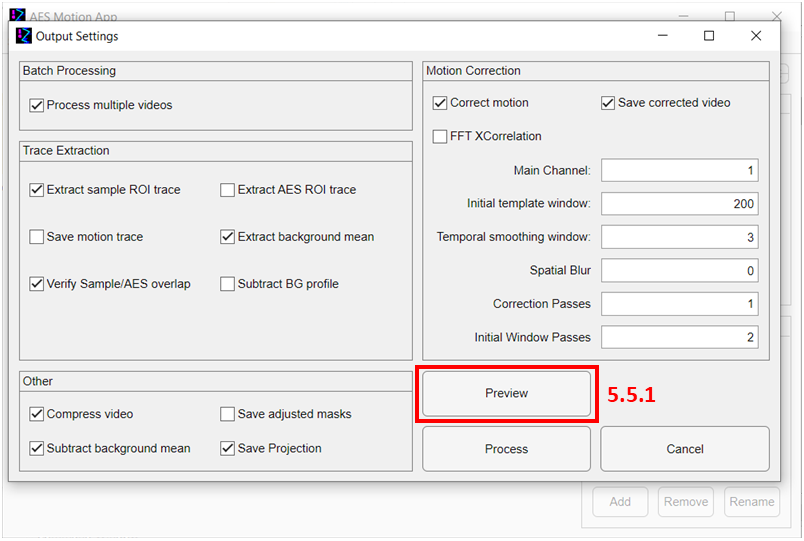 AES Motion App
Output Settings
Batch Processing
Process multiple videos
Trace Extraction
Extract sample ROI trace
Extract AES ROI trace
Save motion trace
Extract background mean
Verify Sample/AES overlap
Subtract BG profile
Other
Compress video
Save adjusted masks
Subtract background mean
Save Projection
Motion Correction
Correct motion
Save corrected video
FFT XCorrelation
Main Channel: 1
Initial template window: 200
Temporal smoothing window: 3
Spatial Blur 0
Correction Passes 1
Initial Window Passes 2
Preview
5.5.1
Process
Cancel
Add
Remove
Rename